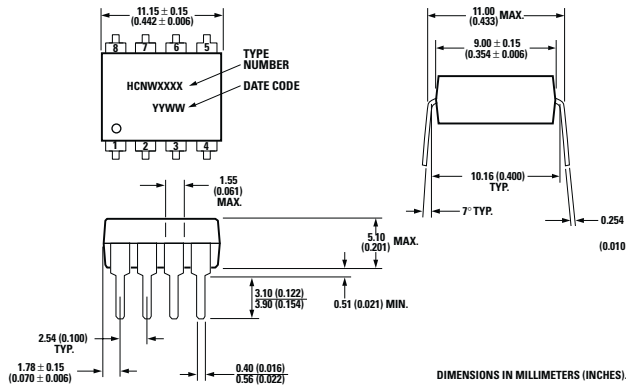 11.15 ± 0.15
(0.442 ± 0.006)
8 7 6 5
TYPE
NUMBER
HCNWXXXX
DATE CODE
YYWW
1 2 3 4
11.00
(0.433) MAX.
9.00 ± 0.15
(0.354 ± 0.006)
10.16 (0.400)
TYP.
7° TYP.
0.254
(0.010
1.55
(0.061)
MAX.
5.10
(0.201) MAX.
3.10 (0.122)
3.90 (0.154)
0.51 (0.021) MIN.
2.54 (0.100)
TYP.
1.78 ± 0.15
(0.070 ± 0.006)
0.40 (0.016)
0.56 (0.022)
DIMENSIONS IN MILLIMETERS (INCHES).